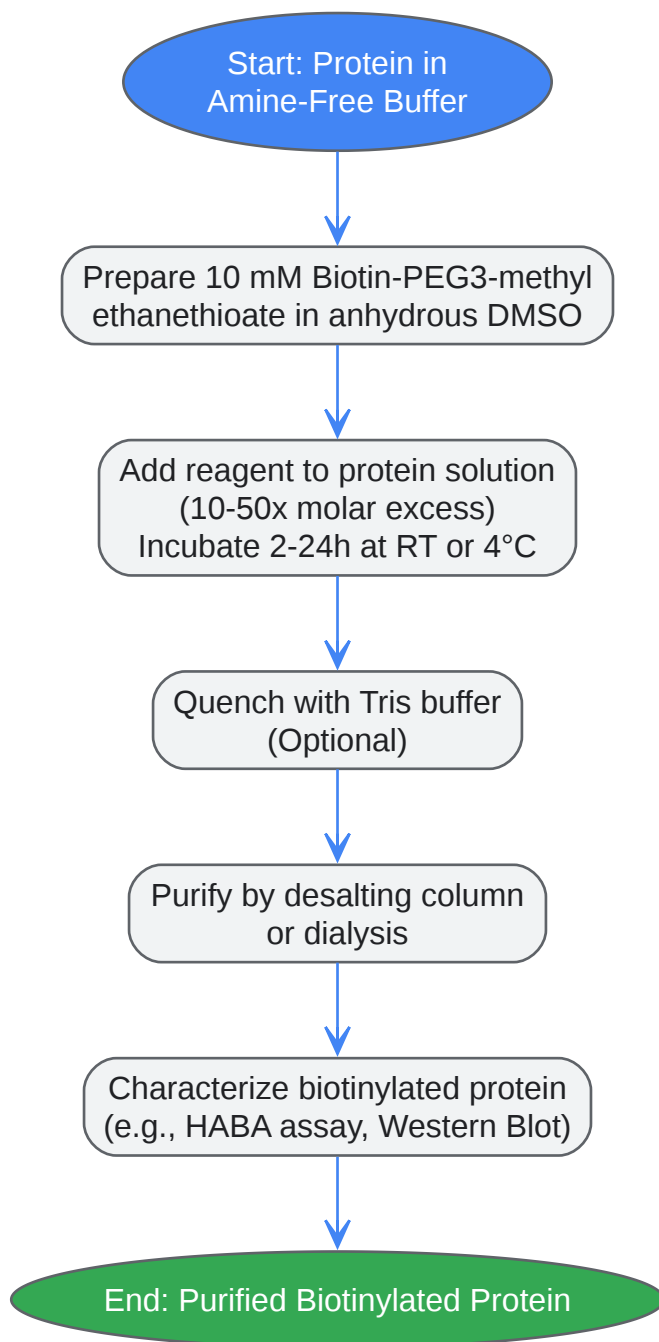 Start: Protein in
Amine-Free Buffer
Prepare 10 mM Biotin-PEG3-methyl
ethanethioate in anhydrous DMSO
Add reagent to protein solution
(10-50x molar excess)
Incubate 2-24h at RT or 4°C
Quench with Tris buffer
(Optional)
Purify by desalting column
or dialysis
Characterize biotinylated protein
(e.g., HABA assay, Western Blot)
End: Purified Biotinylated Protein